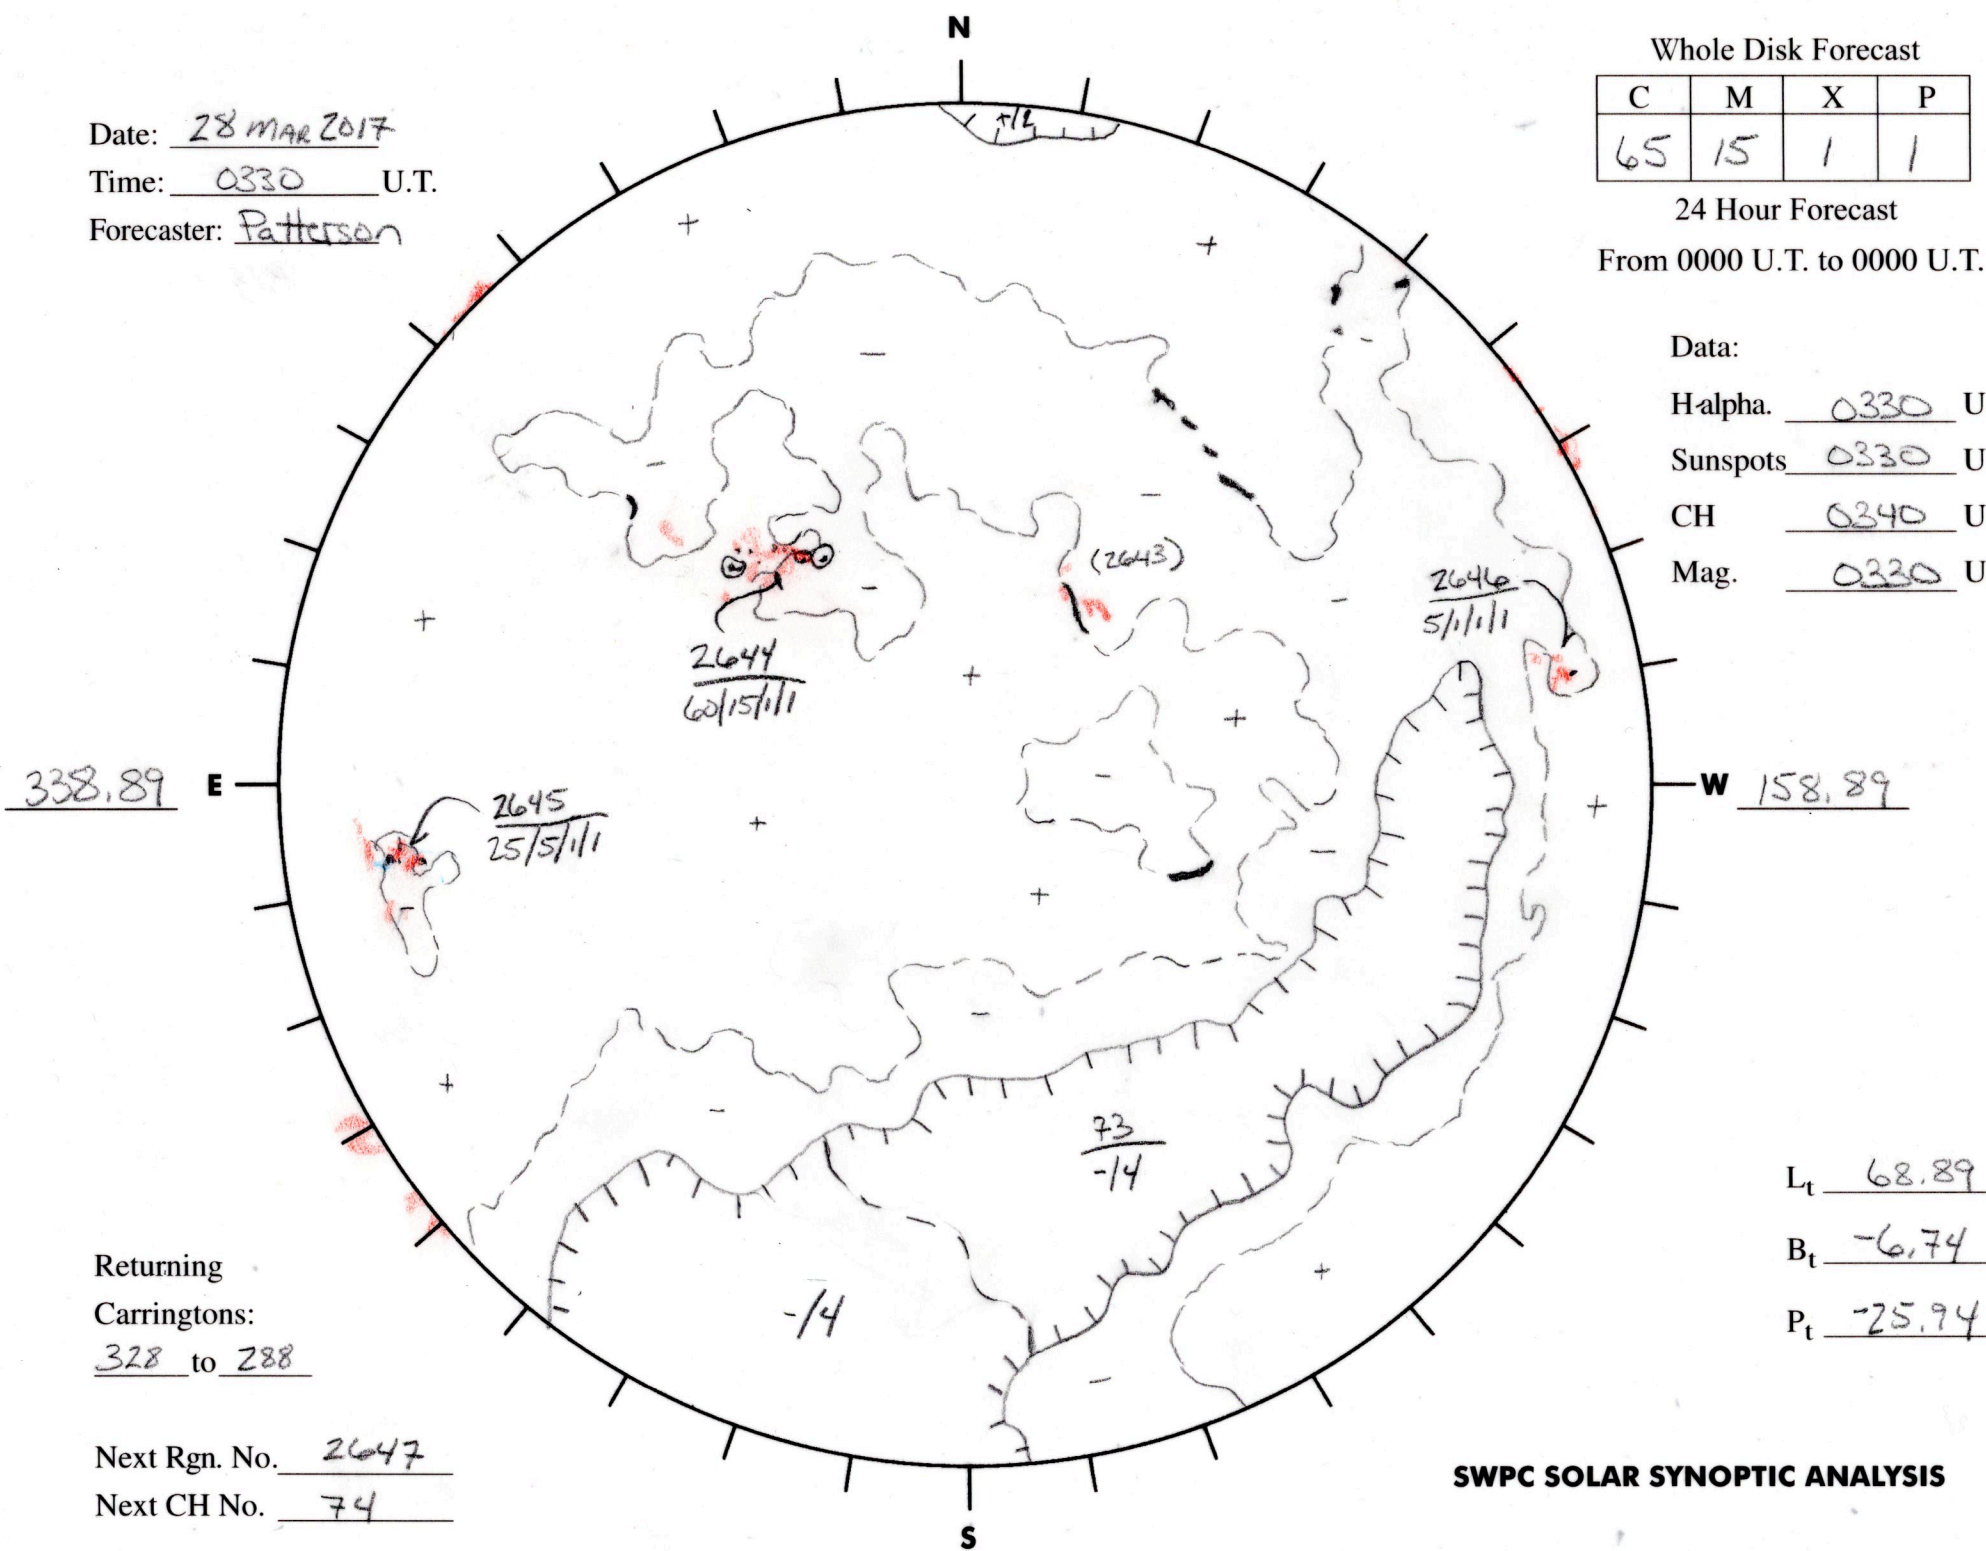 N
Whole Disk Forecast
C M X P
65 15 1 1
24 Hour Forecast
From 0000 U.T. to 0000 U.T.
Date: 28 MAR 2017
Time: 0330 U.T.
Forecaster: Patterson
+/2
Data:
H-alpha. 0330 U
Sunspots 0330 U
CH 0340 U
Mag. 0330 U
(2643)
2646
5/1/1/1
2644
60/15/1/1
338.89 E
W 158.89
2645
25/5/1/1
73
-/4
-/4
Lt 68.89
Bt -6.74
Pt -25.94
Returning
Carringtons:
328 to 288
Next Rgn. No. 2647
Next CH No. 74
SWPC SOLAR SYNOPTIC ANALYSIS
S